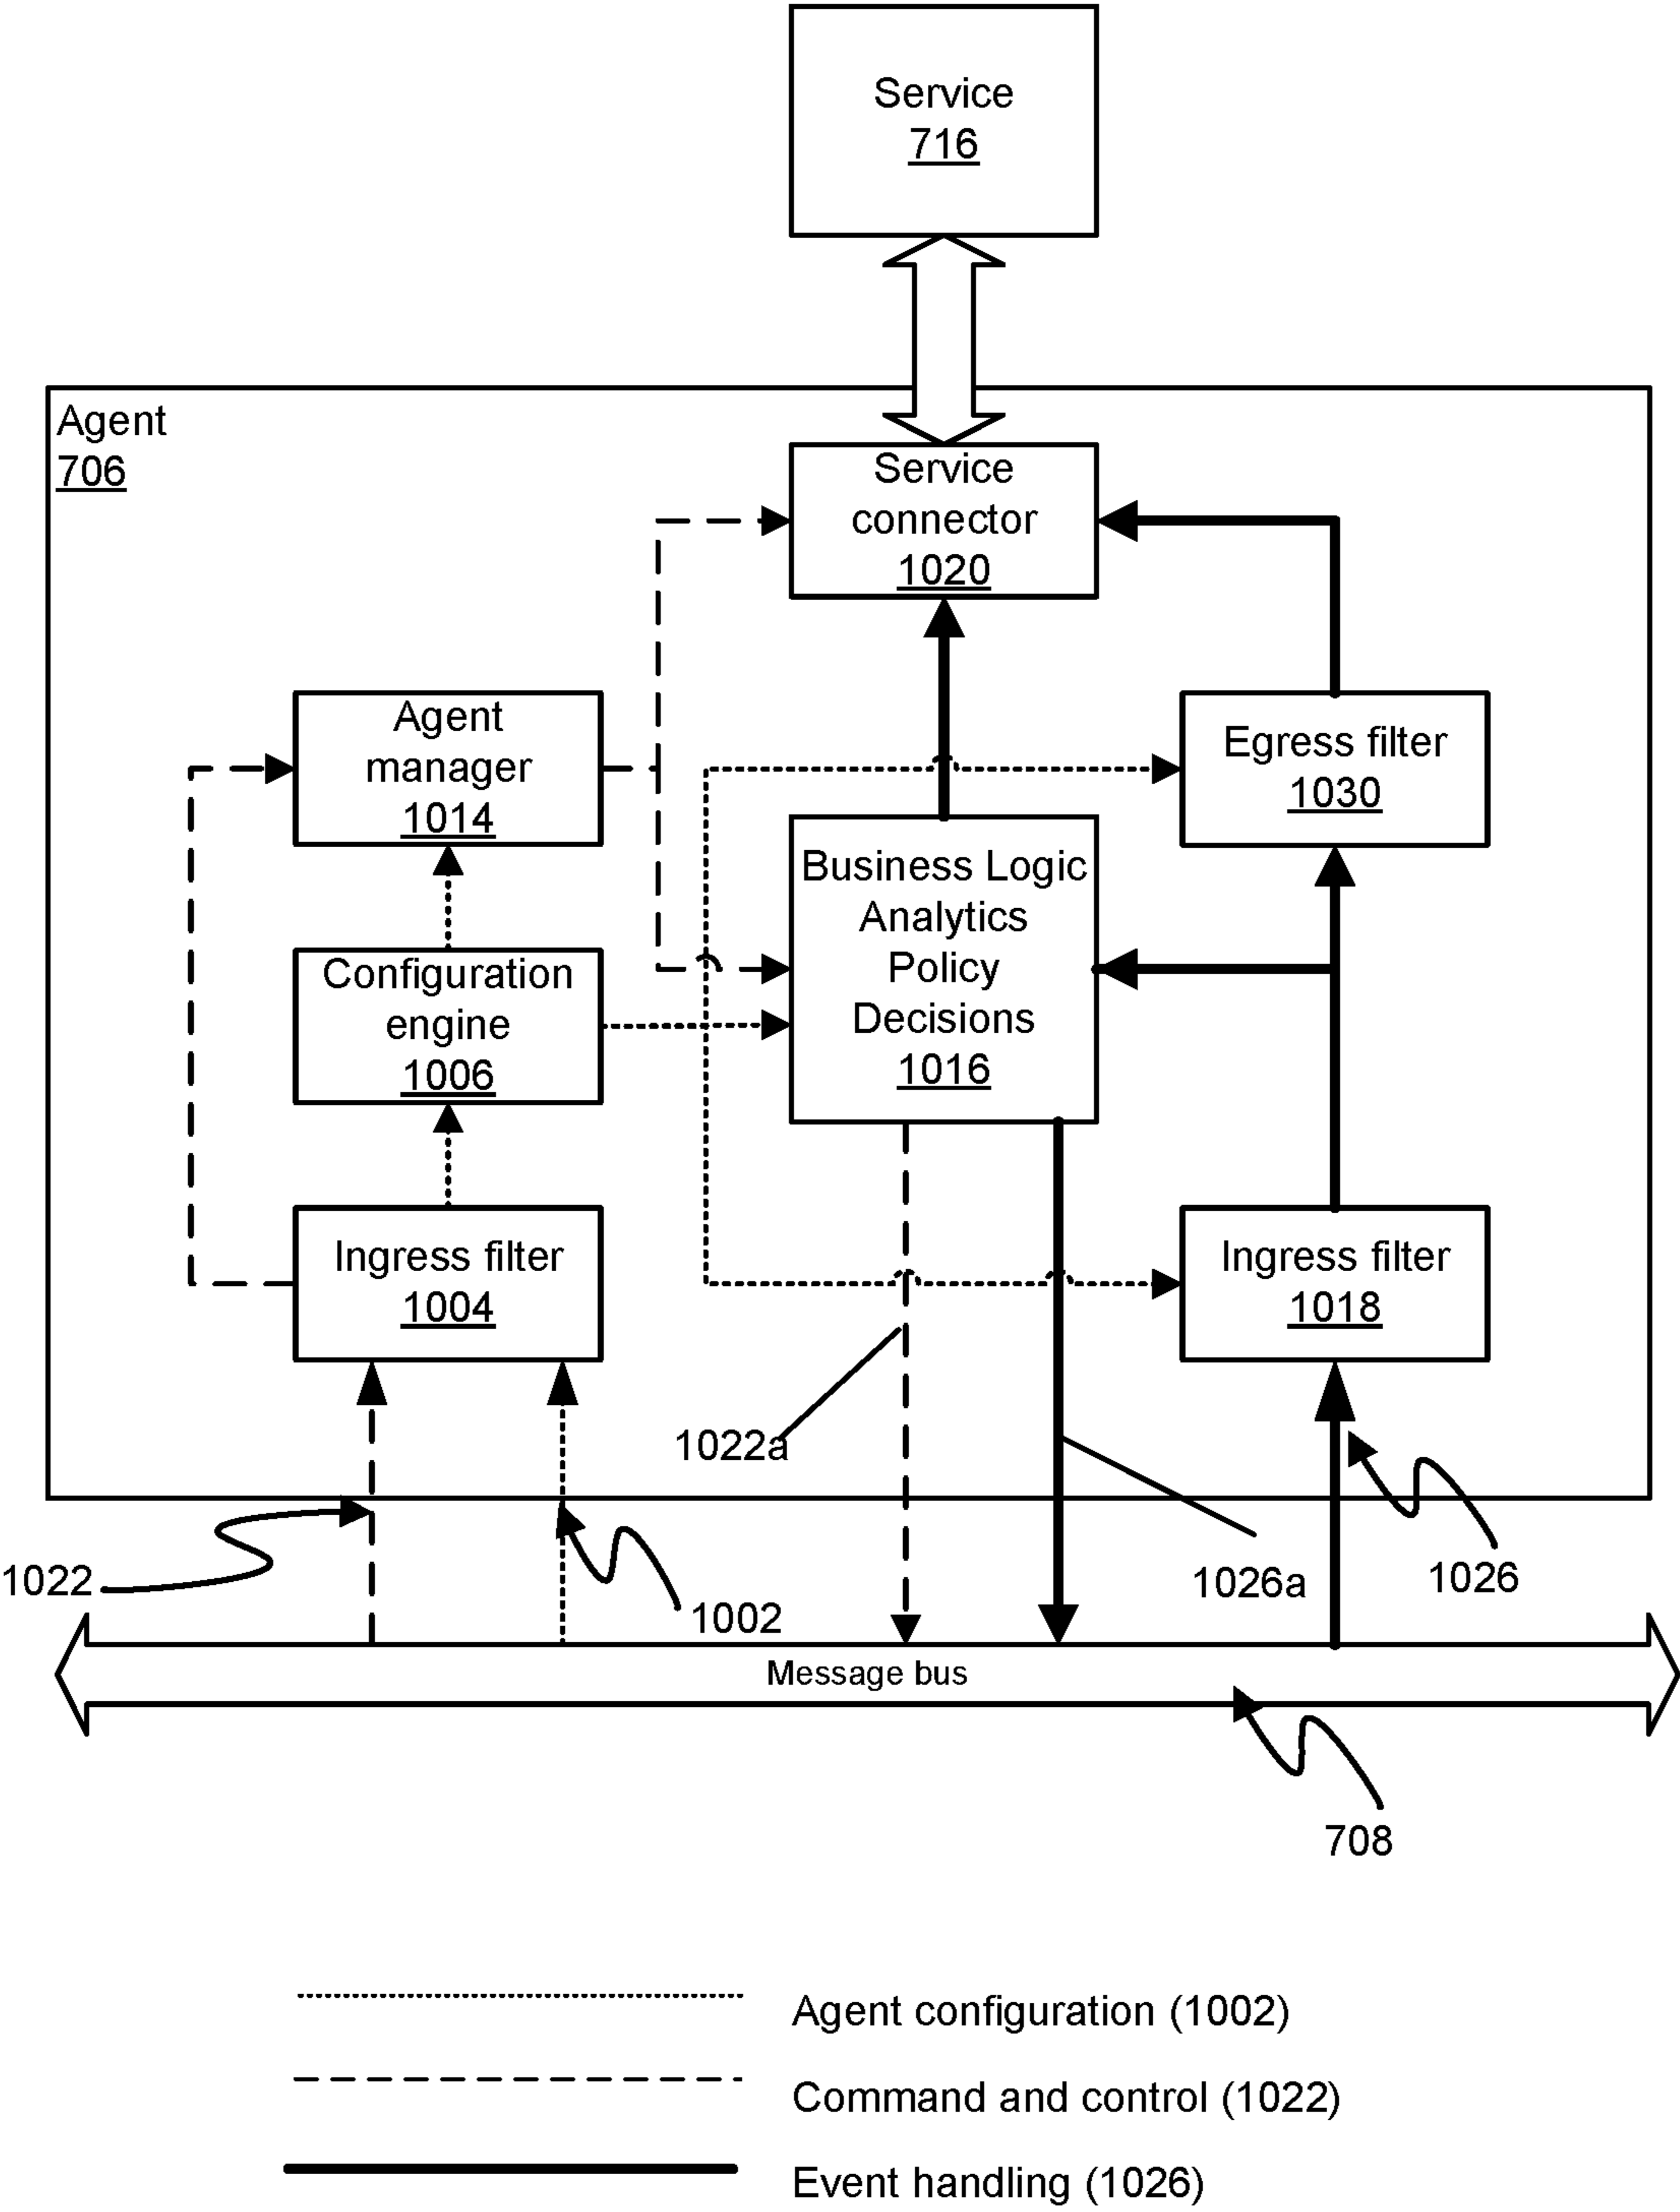 Service
716
Agent
706
Service
connector
1020
Agent
manager
1014
Egress filter
1030
Business Logic
Analytics
Policy
Decisions
1016
Configuration
engine
1006
Ingress filter
1004
Ingress filter
1018
1022a
1022
1002
1026a
1026
Message bus
708
Agent configuration (1002)
Command and control (1022)
Event handling (1026)